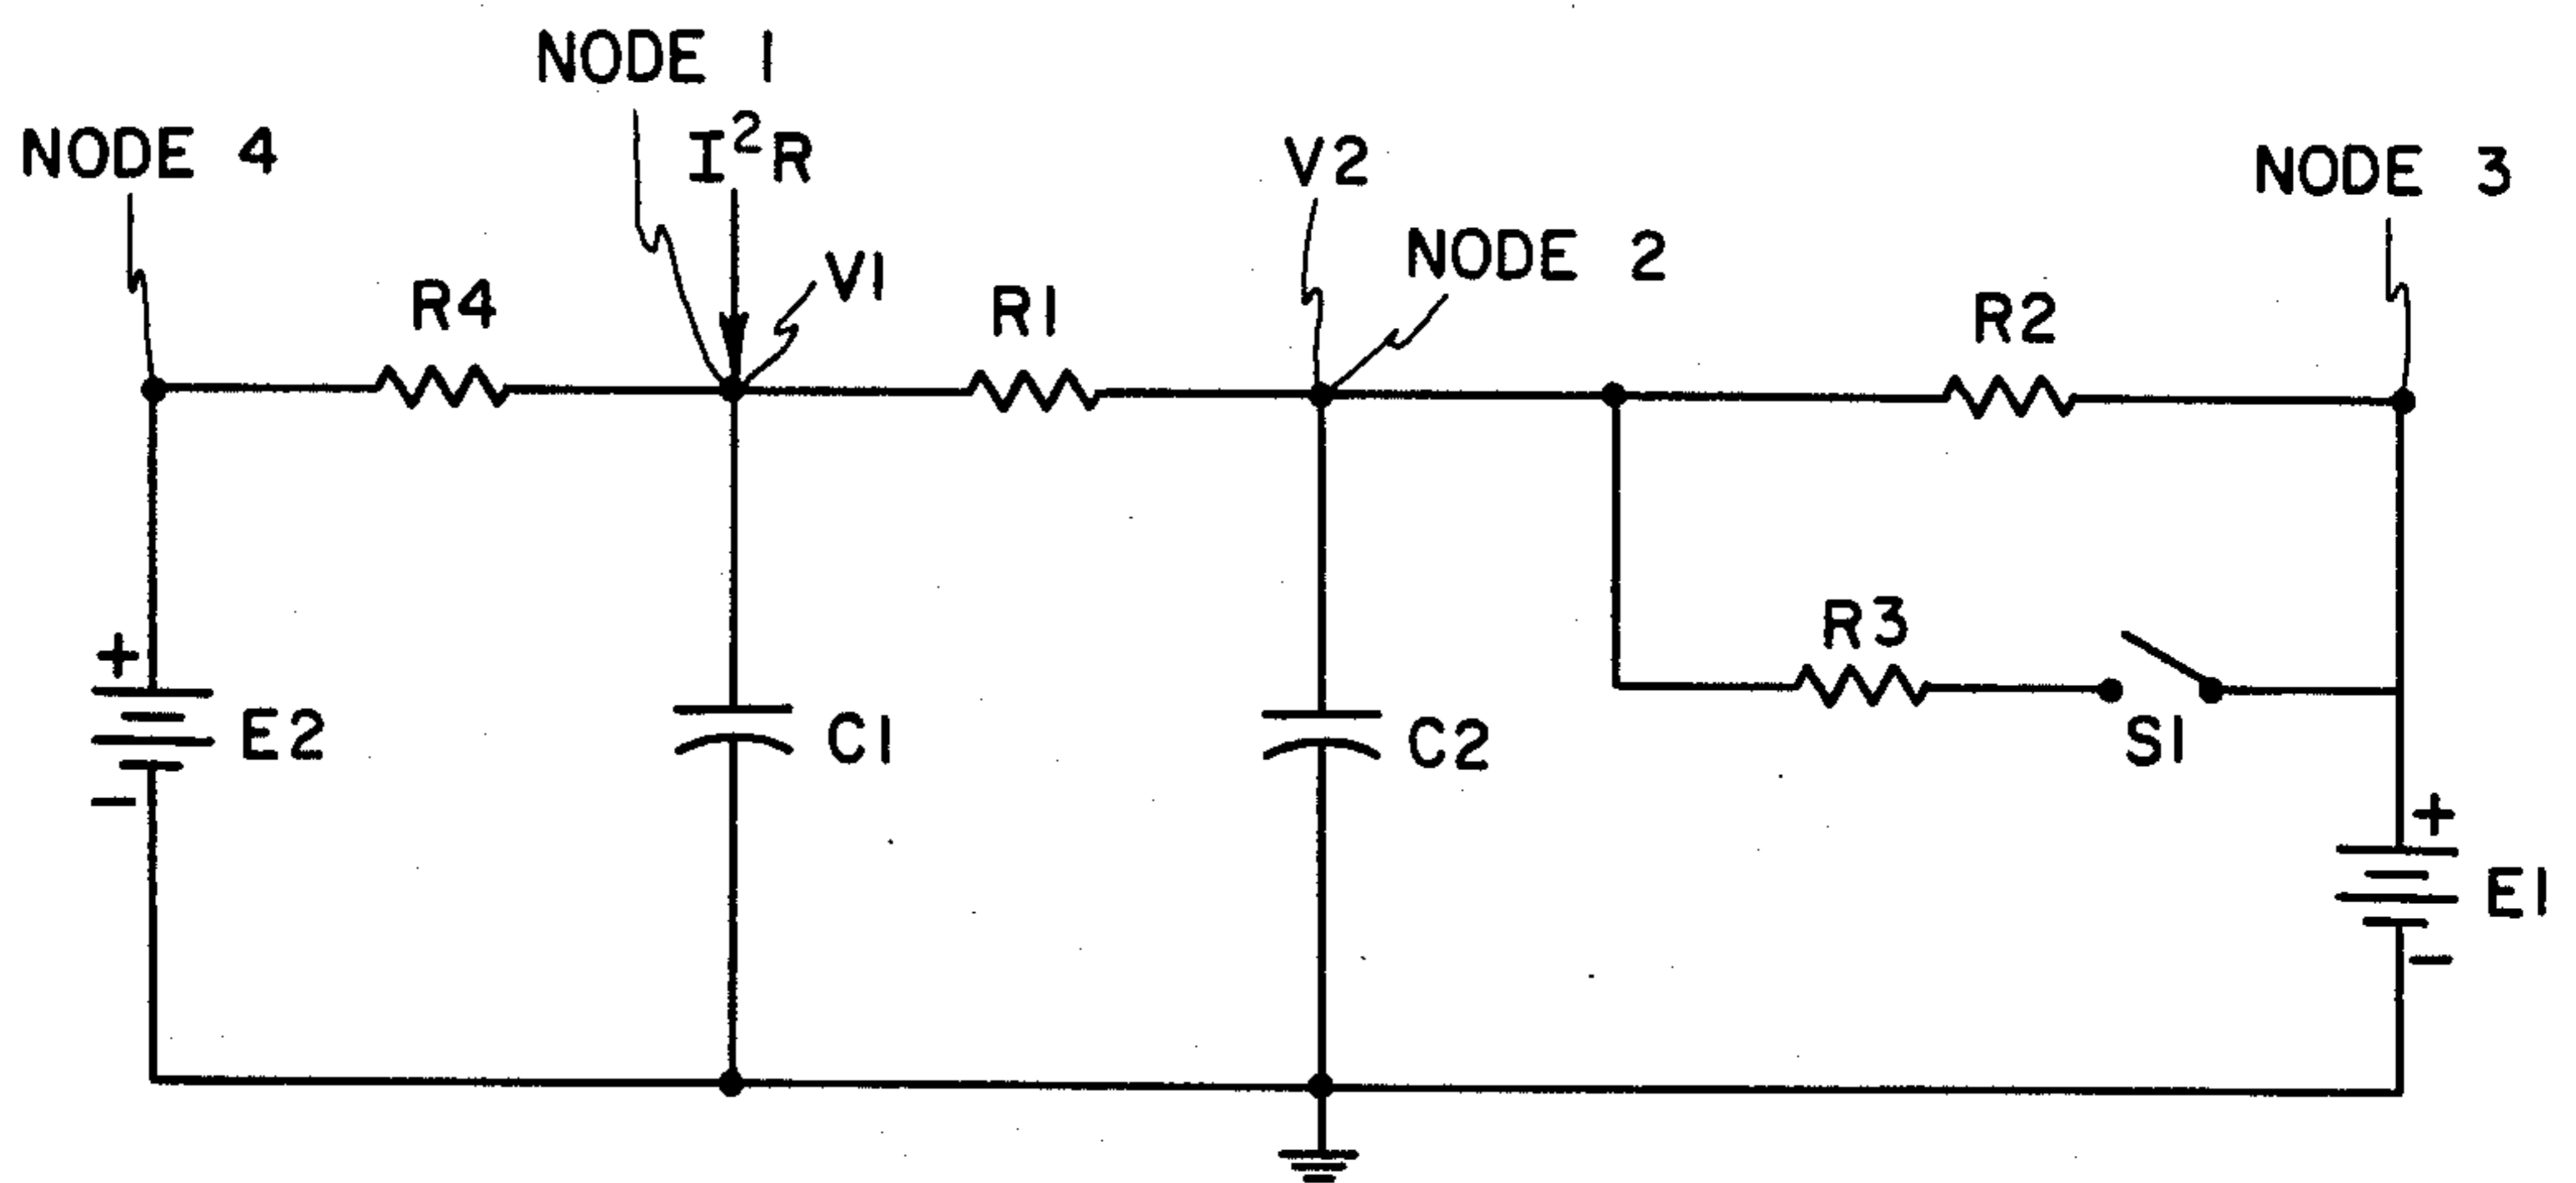 NODE 1
NODE 4
I²R
V2
NODE 3
V1
NODE 2
R4
R1
R2
R3
+
E2
C1
C2
S1
−
+
E1
−